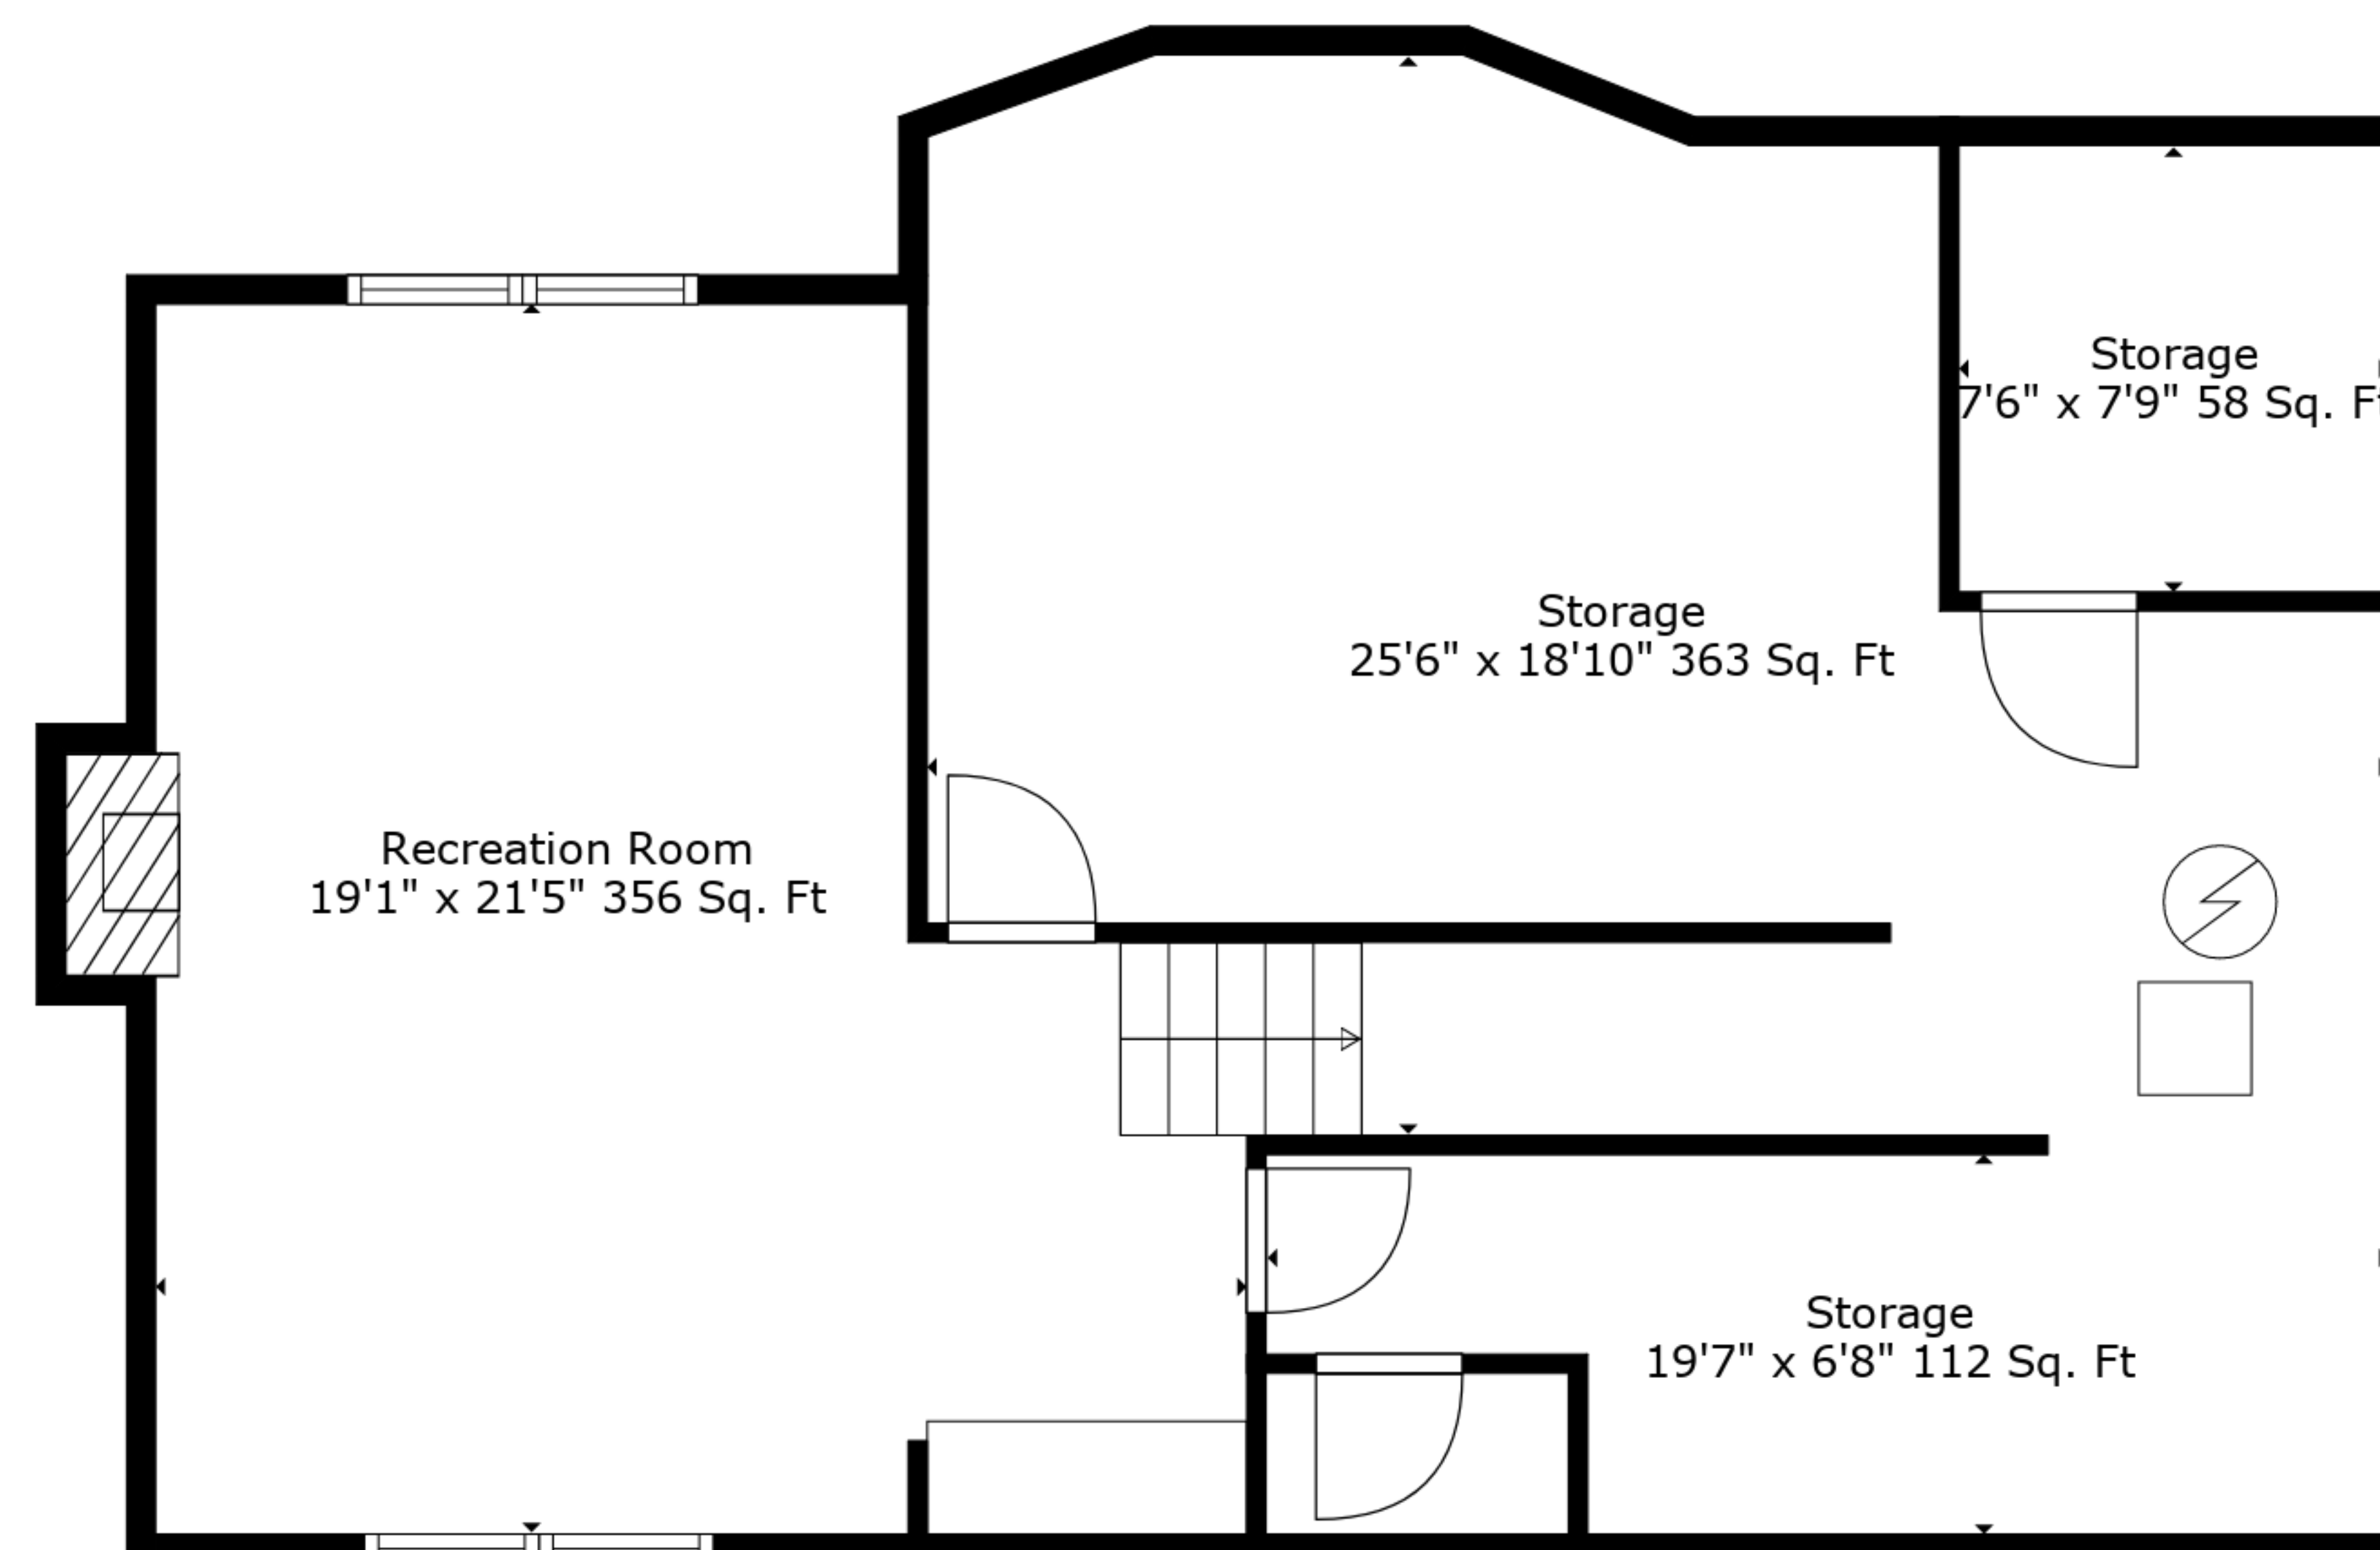 Storage
7'6" x 7'9" 58 Sq. Ft
Storage
25'6" x 18'10" 363 Sq. Ft
Recreation Room
19'1" x 21'5" 356 Sq. Ft
Storage
19'7" x 6'8" 112 Sq. Ft